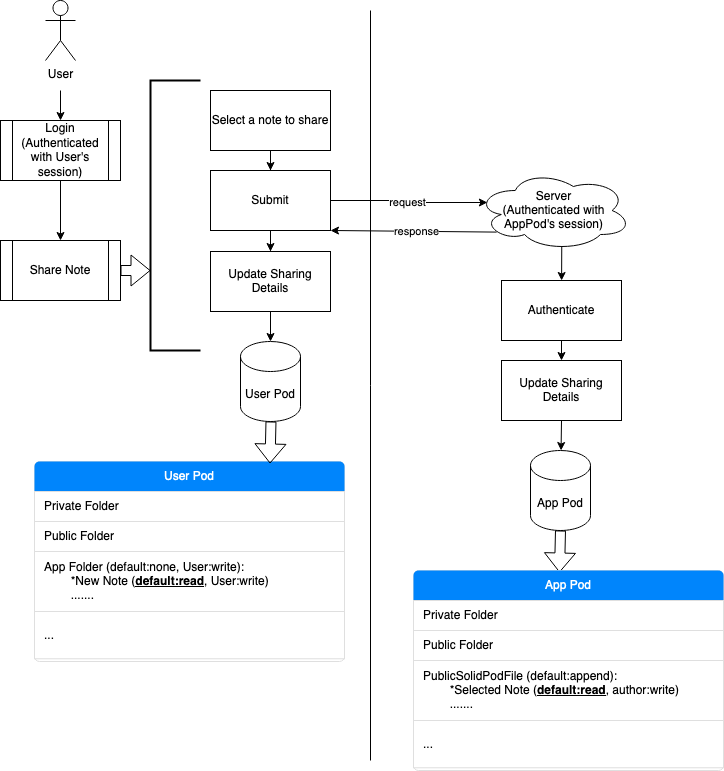 User
Login
(Authenticated
with User's
session)
Share Note
Select a note to share
Submit
Update Sharing
Details
User Pod
request
response
Server
(Authenticated with
AppPod's session)
Authenticate
Update Sharing
Details
App Pod
User Pod
Private Folder
Public Folder
App Folder (default:none, User:write):
*New Note (default:read, User:write)
.......
...
App Pod
Private Folder
Public Folder
PublicSolidPodFile (default:append):
*Selected Note (default:read, author:write)
.......
...